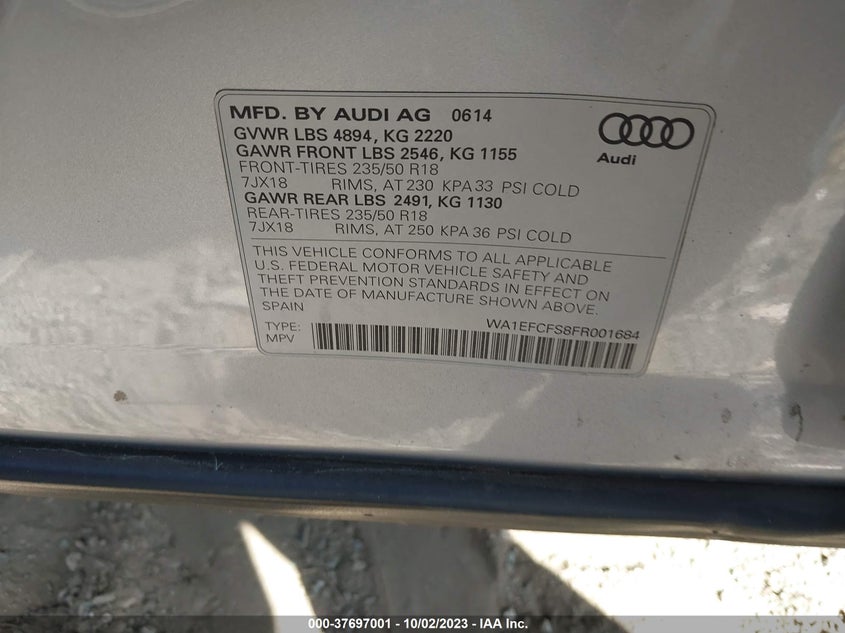 MFD. BY AUDI AG 0614
GVWR LBS 4894, KG 2220
GAWR FRONT LBS 2546, KG 1155
FRONT-TIRES 235/50 R18
7JX18 RIMS, AT 230 KPA 33 PSI COLD
GAWR REAR LBS 2491, KG 1130
REAR-TIRES 235/50 R18
7JX18 RIMS, AT 250 KPA 36 PSI COLD
Audi
THIS VEHICLE CONFORMS TO ALL APPLICABLE
U.S. FEDERAL MOTOR VEHICLE SAFETY AND
THEFT PREVENTION STANDARDS IN EFFECT ON
THE DATE OF MANUFACTURE SHOWN ABOVE.
SPAIN
WA1EFCFS8FR001684
TYPE:
MPV
000-37697001 - 10/02/2023 - IAA Inc.